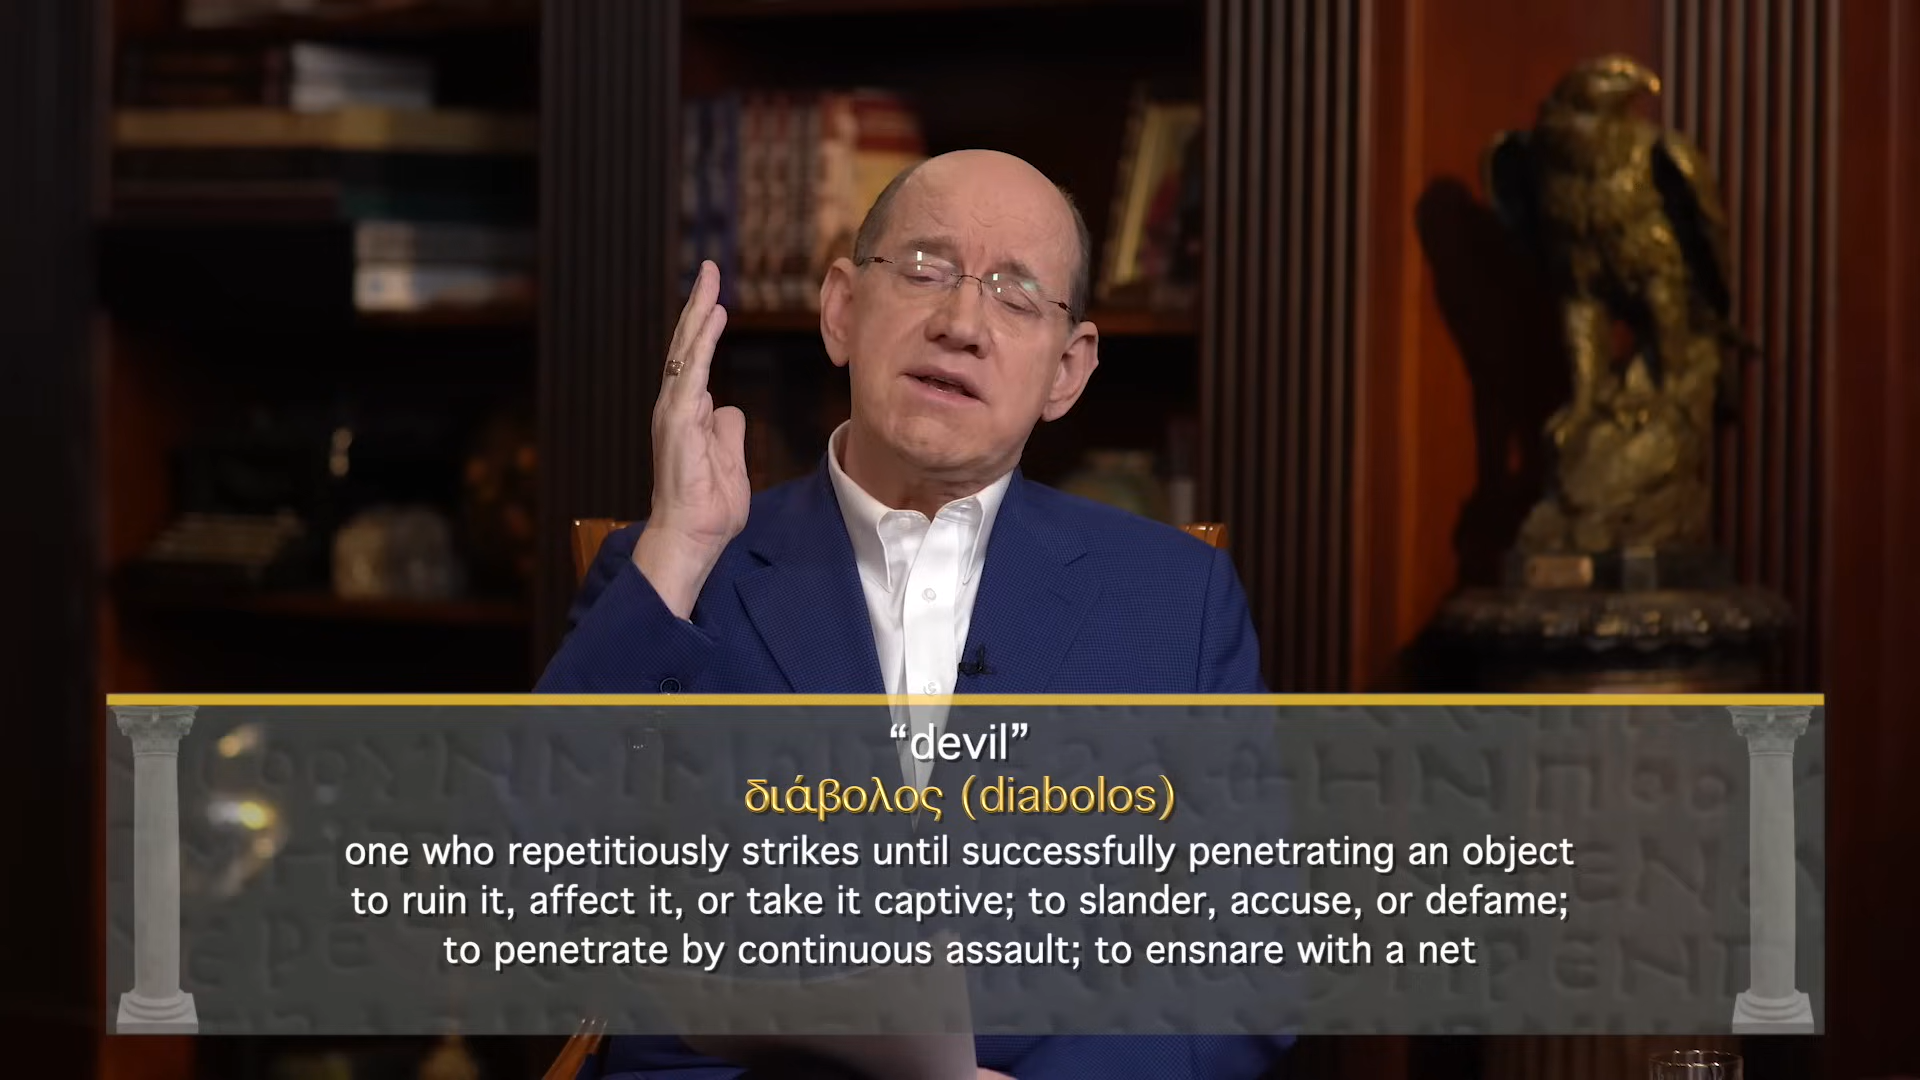 “devil”
διάβολος (diabolos)
one who repetitiously strikes until successfully penetrating an object
to ruin it, affect it, or take it captive; to slander, accuse, or defame;
to penetrate by continuous assault; to ensnare with a net